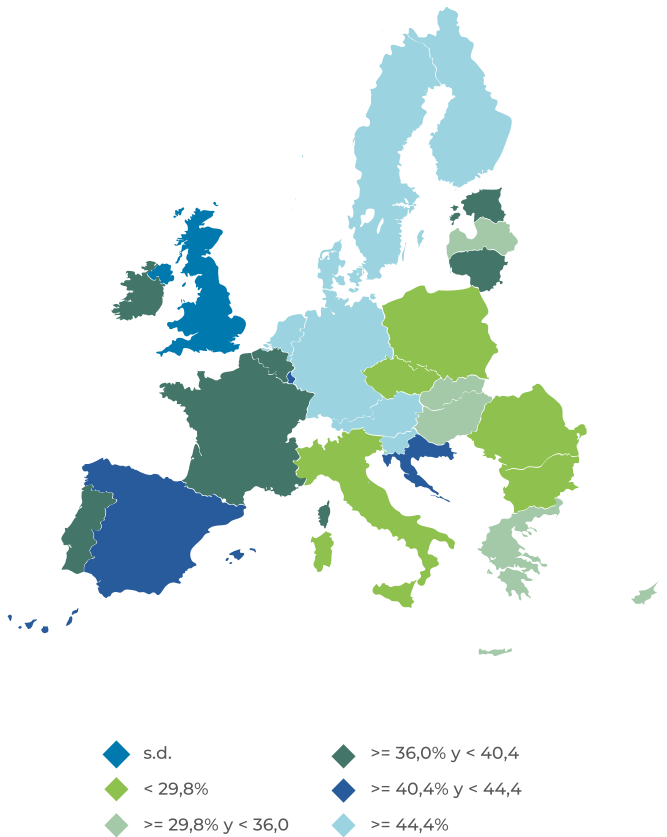 s.d.
< 29,8%
>= 29,8% y < 36,0
>= 36,0% y < 40,4
>= 40,4% y < 44,4
>= 44,4%